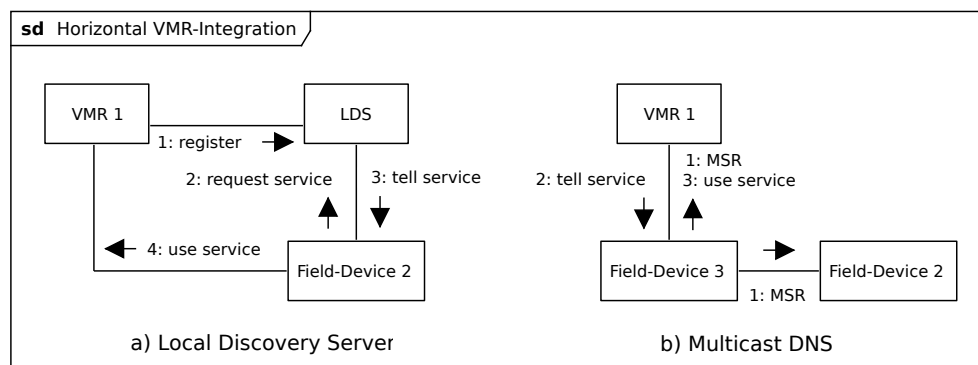 sd Horizontal VMR-Integration
VMR 1
LDS
1: register
2: request service
3: tell service
4: use service
Field-Device 2
a) Local Discovery Server
VMR 1
1: MSR
2: tell service
3: use service
Field-Device 3
Field-Device 2
1: MSR
b) Multicast DNS